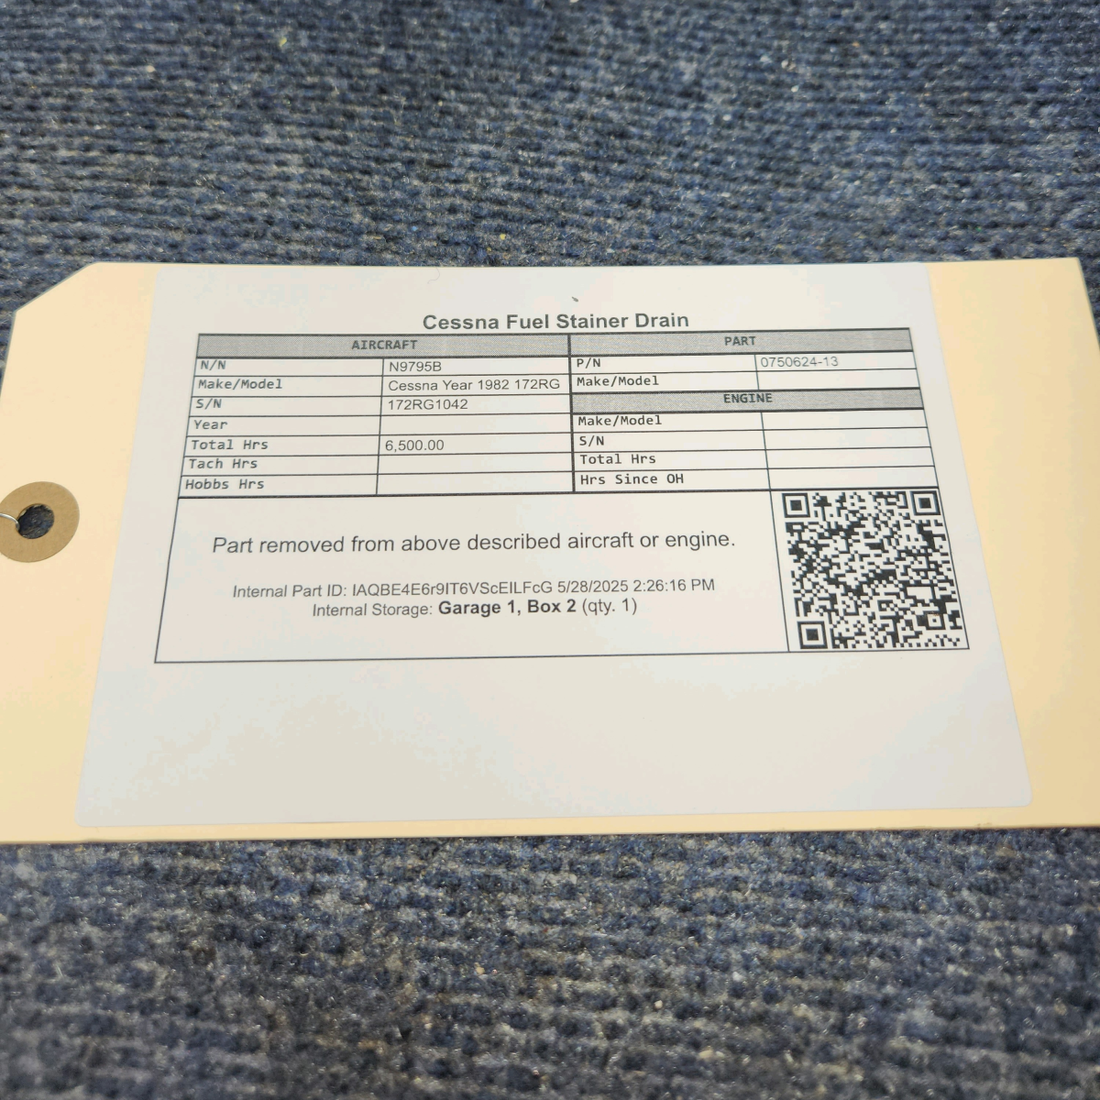 Cessna Fuel Stainer Drain
AIRCRAFT
N/N N9795B
Make/Model Cessna Year 1982 172RG
S/N 172RG1042
Year
Total Hrs 6,500.00
Tach Hrs
Hobbs Hrs
PART
P/N 0750624-13
Make/Model
ENGINE
Make/Model
S/N
Total Hrs
Hrs Since OH
Part removed from above described aircraft or engine.
Internal Part ID: IAQBE4E6r9IT6VScEILFcG 5/28/2025 2:26:16 PM
Internal Storage: Garage 1, Box 2 (qty. 1)